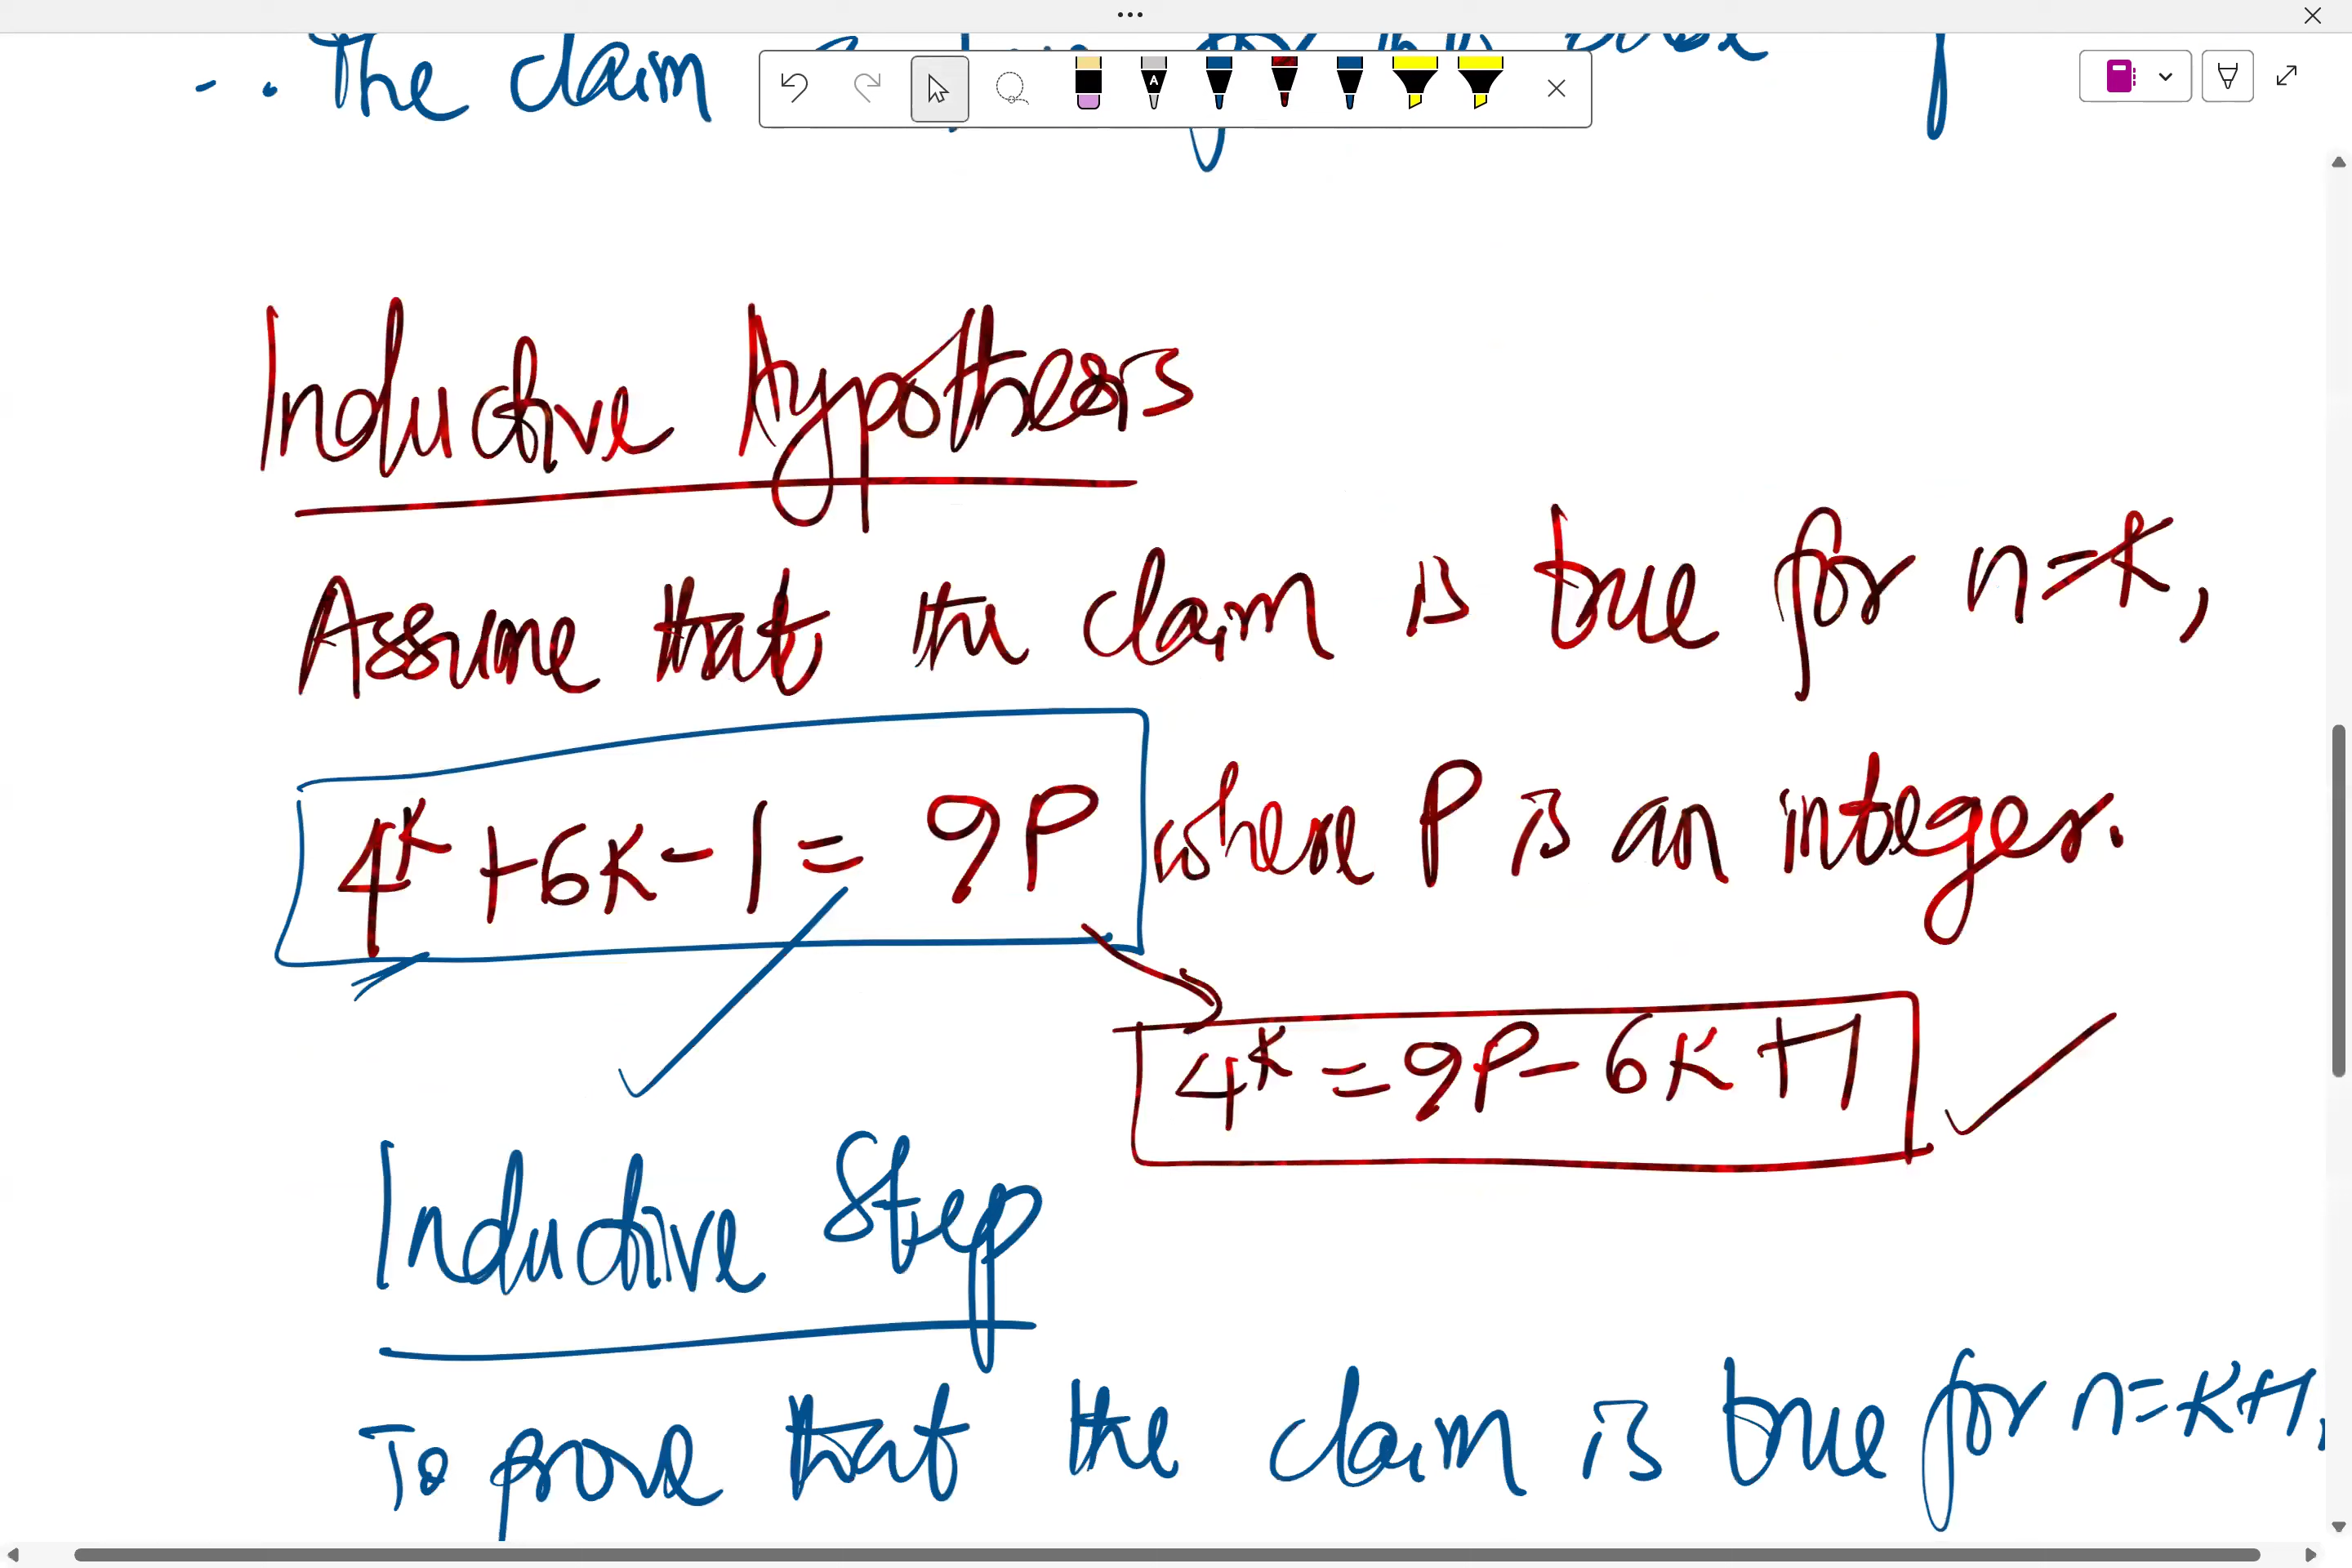 ∴ The claim
Inductive Hypothesis
Assume that the claim is true for n=k,
4^k + 6k - 1 = 9P where P is an integer.
4^k = 9P - 6k + 1
Inductive Step
To prove that the claim is true for n=k+1,